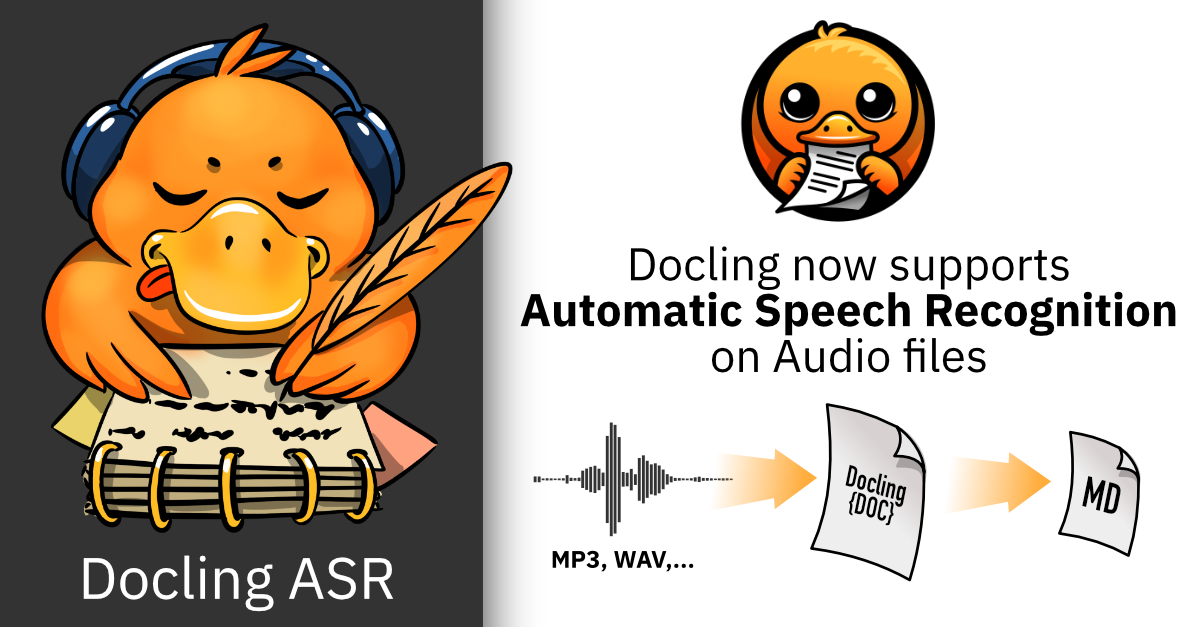 Docling ASR
Docling now supports
Automatic Speech Recognition
on Audio files
MP3, WAV,...
Docling
{DOC}
MD